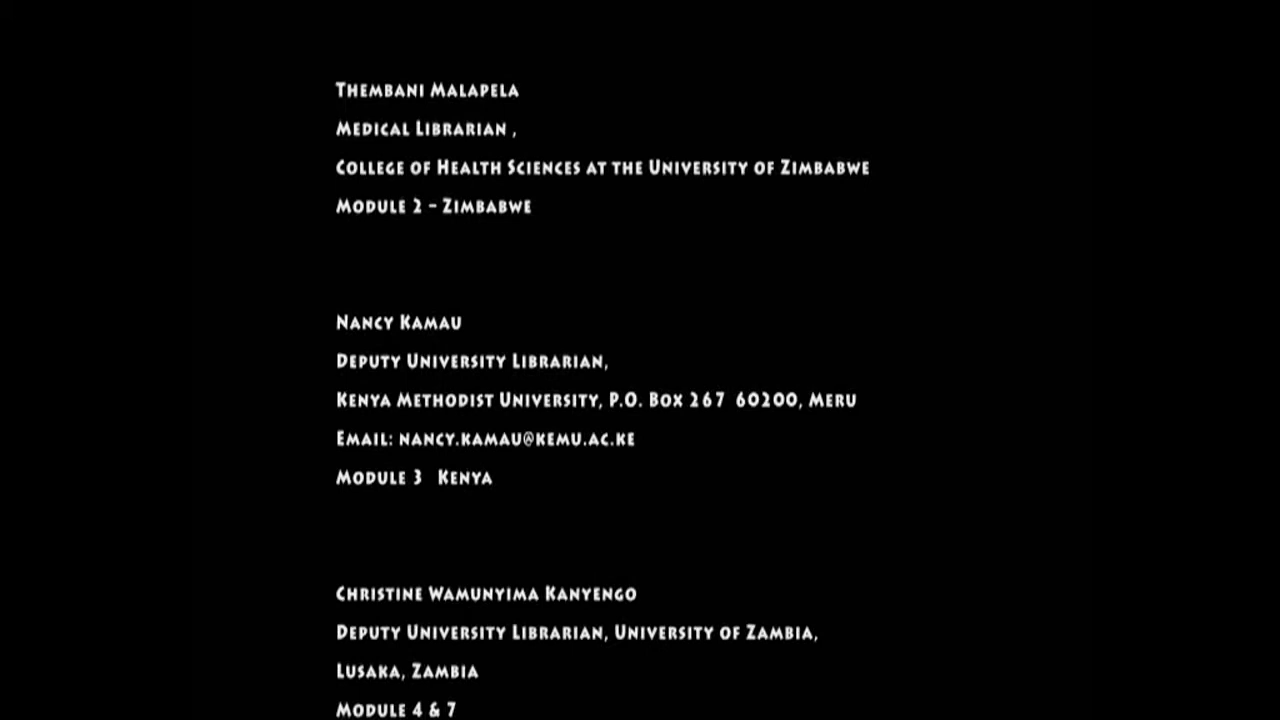 Thembani Malapela
Medical Librarian ,
College of Health Sciences at the University of Zimbabwe
Module 2 - Zimbabwe
Nancy Kamau
Deputy University Librarian,
Kenya Methodist University, P.O. Box 267 60200, Meru
Email: nancy.kamau@kemu.ac.ke
Module 3 Kenya
Christine Wamunyima Kanyengo
Deputy University Librarian, University of Zambia,
Lusaka, Zambia
Module 4 & 7